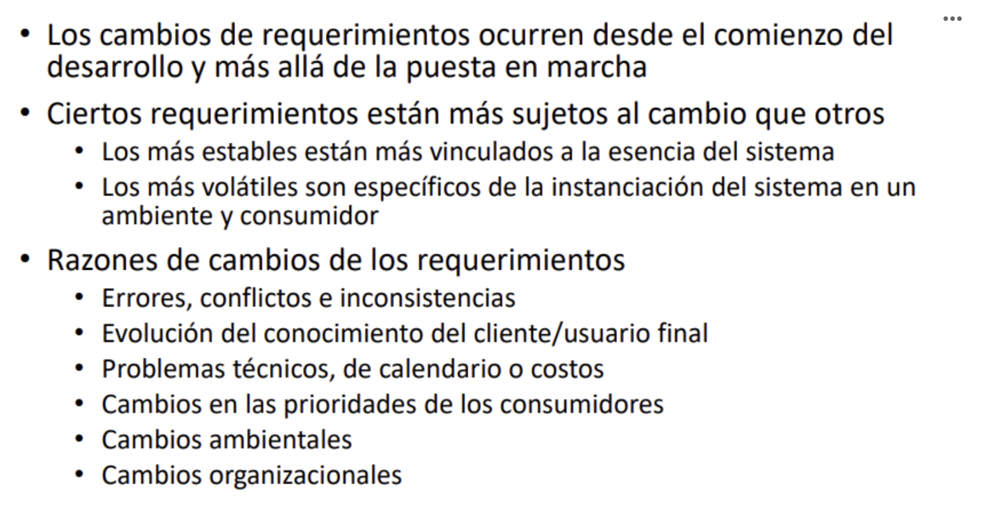 • Los cambios de requerimientos ocurren desde el comienzo del
desarrollo y más allá de la puesta en marcha
• Ciertos requerimientos están más sujetos al cambio que otros
• Los más estables están más vinculados a la esencia del sistema
• Los más volátiles son específicos de la instanciación del sistema en un
ambiente y consumidor
• Razones de cambios de los requerimientos
• Errores, conflictos e inconsistencias
• Evolución del conocimiento del cliente/usuario final
• Problemas técnicos, de calendario o costos
• Cambios en las prioridades de los consumidores
• Cambios ambientales
• Cambios organizacionales